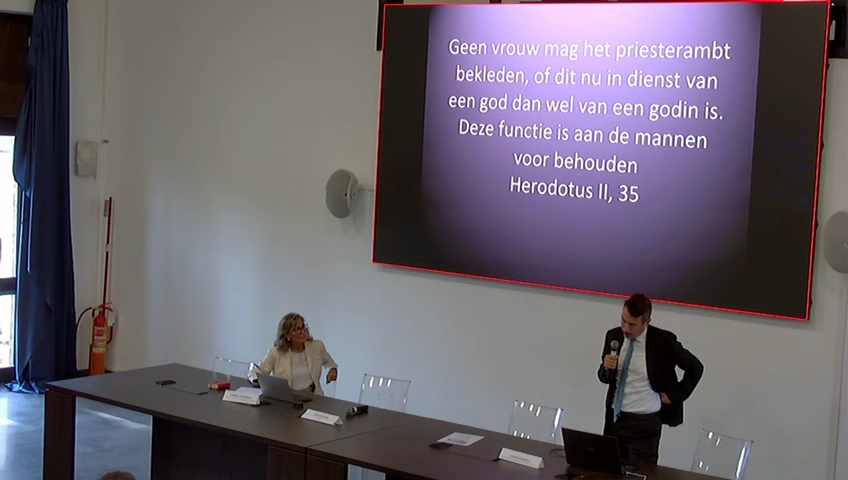 Geen vrouw mag het priesterambt
bekleden, of dit nu in dienst van
een god dan wel van een godin is.
Deze functie is aan de mannen
voor behouden
Herodotus II, 35